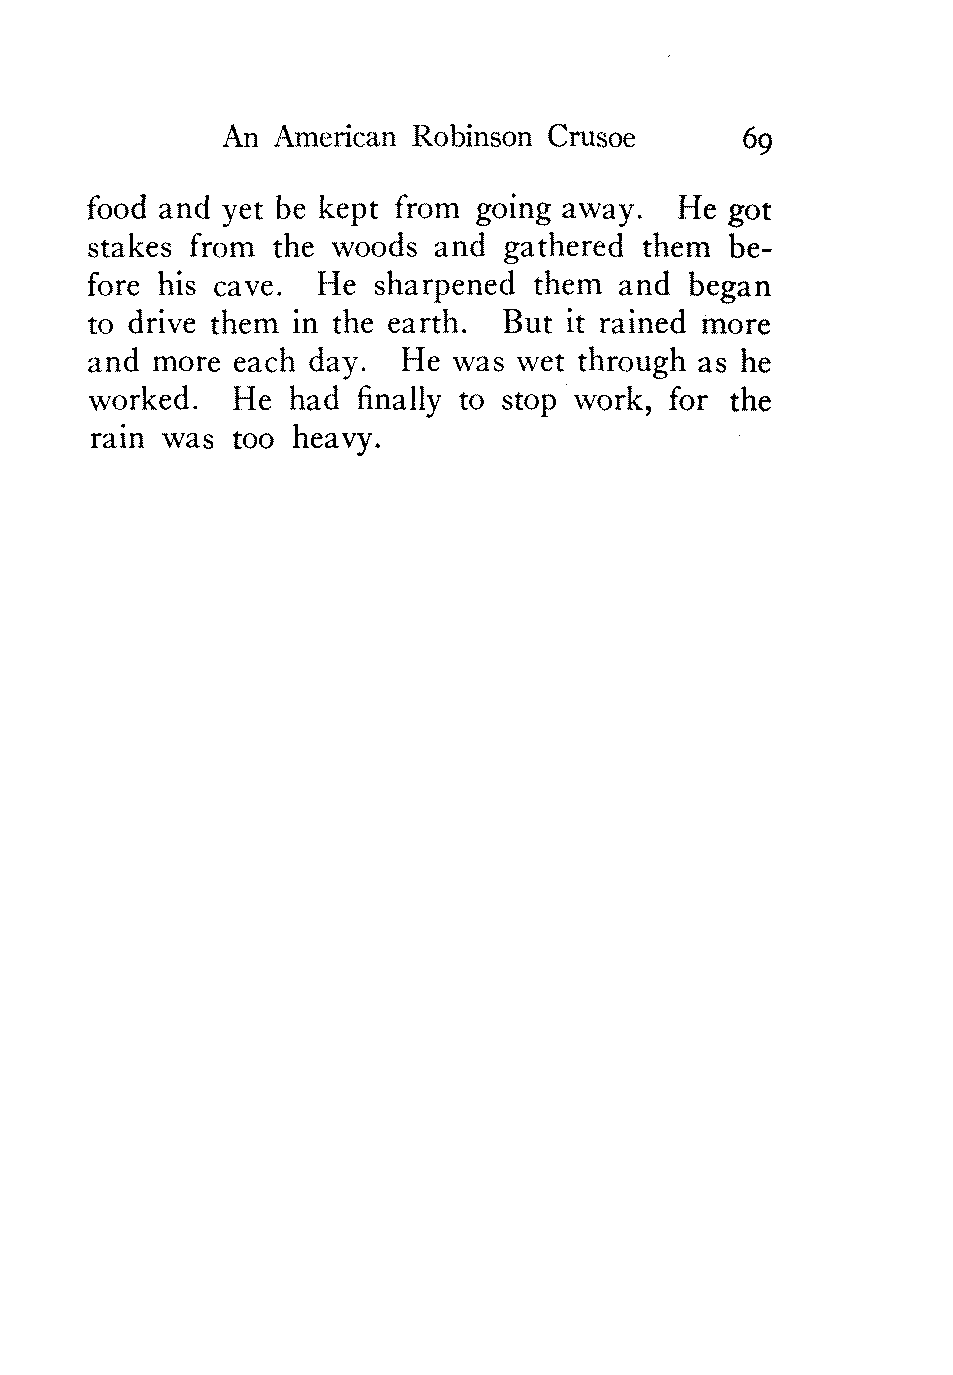 An American Robinson Crusoe 69
food and yet be kept from going away. He got
stakes from the woods and gathered them be-
fore his cave. He sharpened them and began
to drive them in the earth. But it rained more
and more each day. He was wet through as he
worked. He had finally to stop work, for the
rain was too heavy.